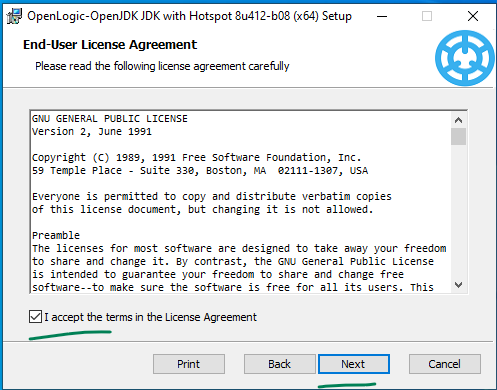 OpenLogic-OpenJDK JDK with Hotspot 8u412-b08 (x64) Setup
End-User License Agreement
Please read the following license agreement carefully
GNU GENERAL PUBLIC LICENSE
Version 2, June 1991
Copyright (C) 1989, 1991 Free Software Foundation, Inc.
59 Temple Place - Suite 330, Boston, MA  02111-1307, USA
Everyone is permitted to copy and distribute verbatim copies
of this license document, but changing it is not allowed.
Preamble
The licenses for most software are designed to take away your freedom
to share and change it. By contrast, the GNU General Public License
is intended to guarantee your freedom to share and change free
software--to make sure the software is free for all its users. This
I accept the terms in the License Agreement
Print Back Next Cancel